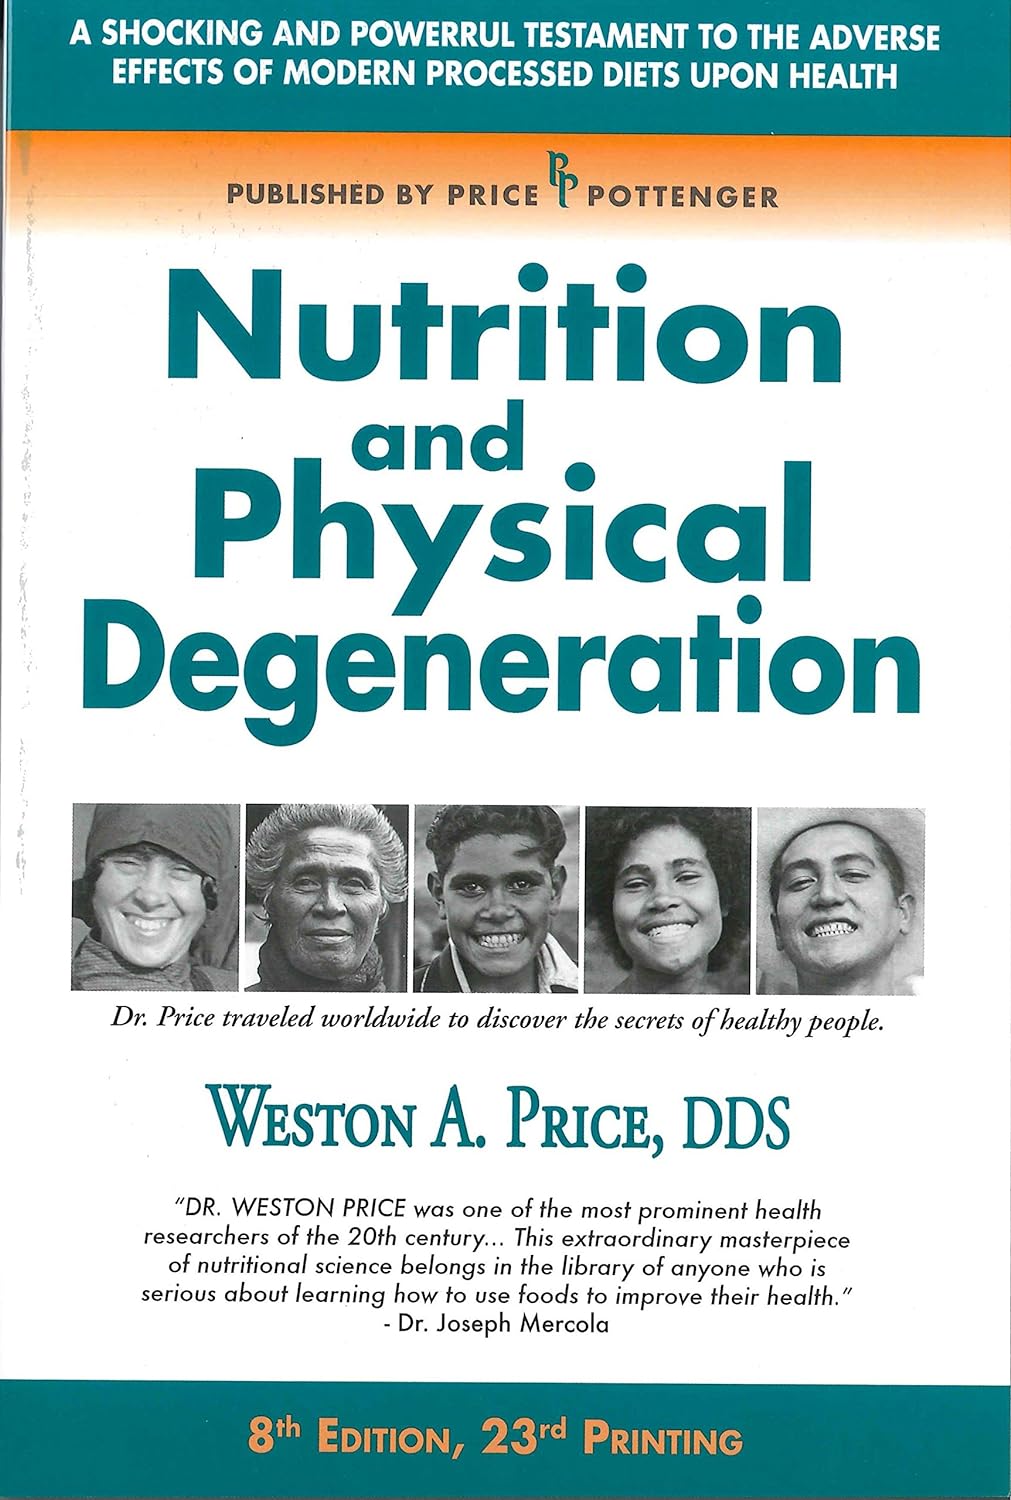 A SHOCKING AND POWERRUL TESTAMENT TO THE ADVERSE
EFFECTS OF MODERN PROCESSED DIETS UPON HEALTH
PUBLISHED BY PRICE PP POTTENGER
Nutrition
and
Physical
Degeneration
Dr. Price traveled worldwide to discover the secrets of healthy people.
WESTON A. PRICE, DDS
"DR. WESTON PRICE was one of the most prominent health
researchers of the 20th century... This extraordinary masterpiece
of nutritional science belongs in the library of anyone who is
serious about learning how to use foods to improve their health."
- Dr. Joseph Mercola
8th EDITION, 23rd PRINTING